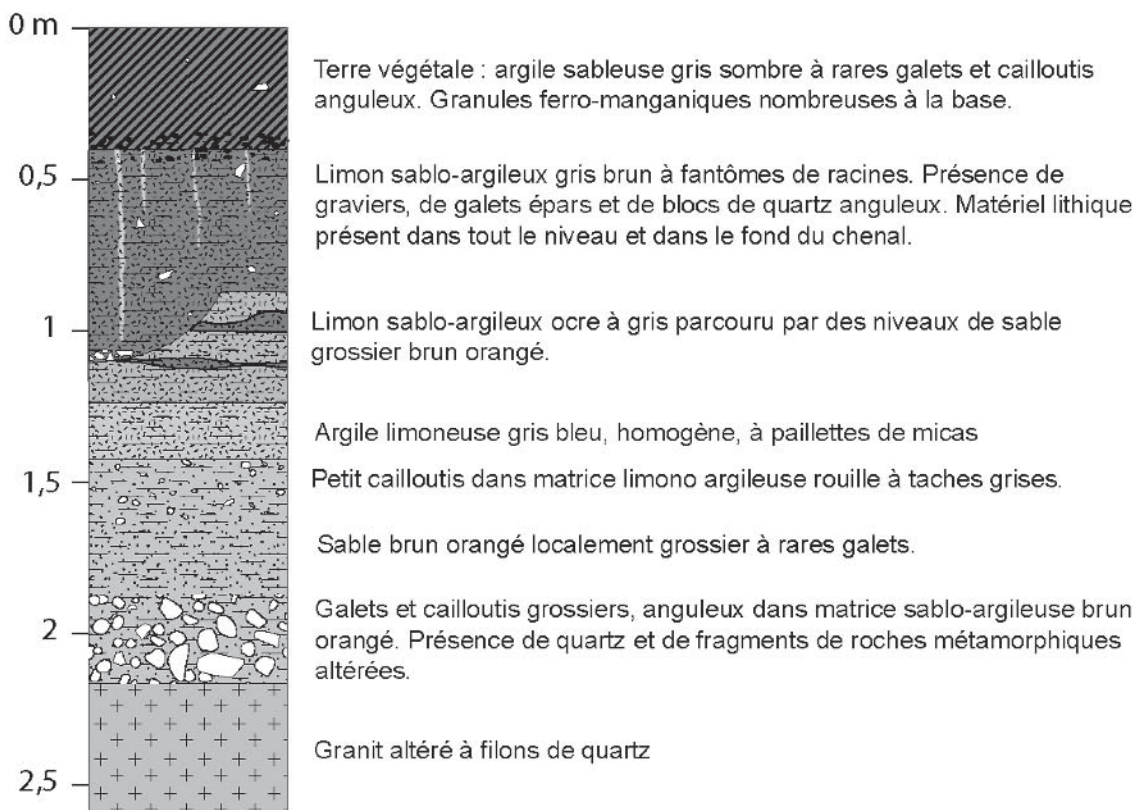 0 m
Terre végétale : argile sableuse gris sombre à rares galets et cailloutis
anguleux. Granules ferro-manganiques nombreuses à la base.
0,5
Limon sablo-argileux gris brun à fantômes de racines. Présence de
graviers, de galets épars et de blocs de quartz anguleux. Matériel lithique
présent dans tout le niveau et dans le fond du chenal.
1
Limon sablo-argileux ocre à gris parcouru par des niveaux de sable
grossier brun orangé.
Argile limoneuse gris bleu, homogène, à paillettes de micas
1,5
Petit cailloutis dans matrice limono argileuse rouille à taches grises.
Sable brun orangé localement grossier à rares galets.
2
Galets et cailloutis grossiers, anguleux dans matrice sablo-argileuse brun
orangé. Présence de quartz et de fragments de roches métamorphiques
altérées.
Granit altéré à filons de quartz
2,5